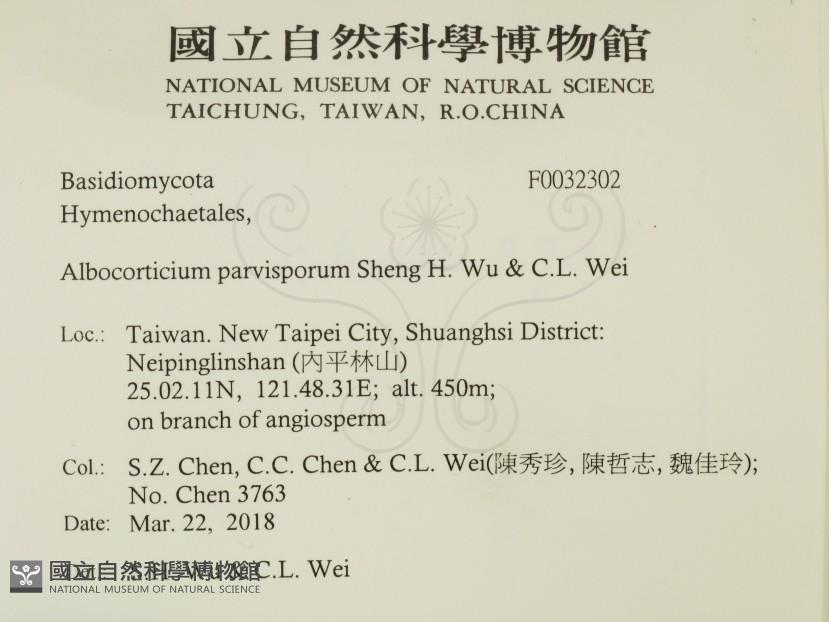 國立自然科學博物館
NATIONAL MUSEUM OF NATURAL SCIENCE
TAICHUNG, TAIWAN, R.O.CHINA
Basidiomycota F0032302
Hymenochaetales,
Albocorticium parvisporum Sheng H. Wu & C.L. Wei
Loc.: Taiwan. New Taipei City, Shuanghsi District:
Neipinglinshan (內平林山)
25.02.11N, 121.48.31E; alt. 450m;
on branch of angiosperm
Col.: S.Z. Chen, C.C. Chen & C.L. Wei(陳秀珍, 陳哲志, 魏佳玲);
No. Chen 3763
Date: Mar. 22, 2018
& C.L. Wei
國立自然科學博物館
NATIONAL MUSEUM OF NATURAL SCIENCE